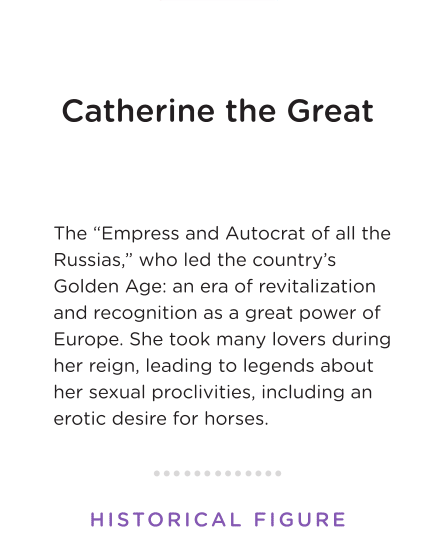 Catherine the Great
The “Empress and Autocrat of all the
Russias,” who led the country’s
Golden Age: an era of revitalization
and recognition as a great power of
Europe. She took many lovers during
her reign, leading to legends about
her sexual proclivities, including an
erotic desire for horses.
HISTORICAL FIGURE